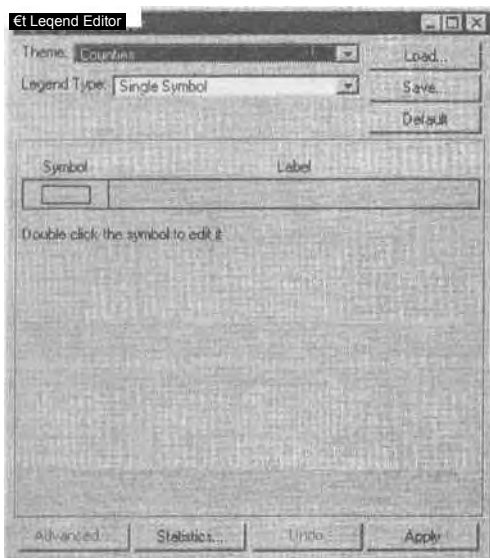 €t Leqend Editor
Theme: Counties
Load...
Legend Type: Single Symbol
Save...
Default
Symbol Label
Double click the symbol to edit it
Advanced... Statistics... Undo Apply